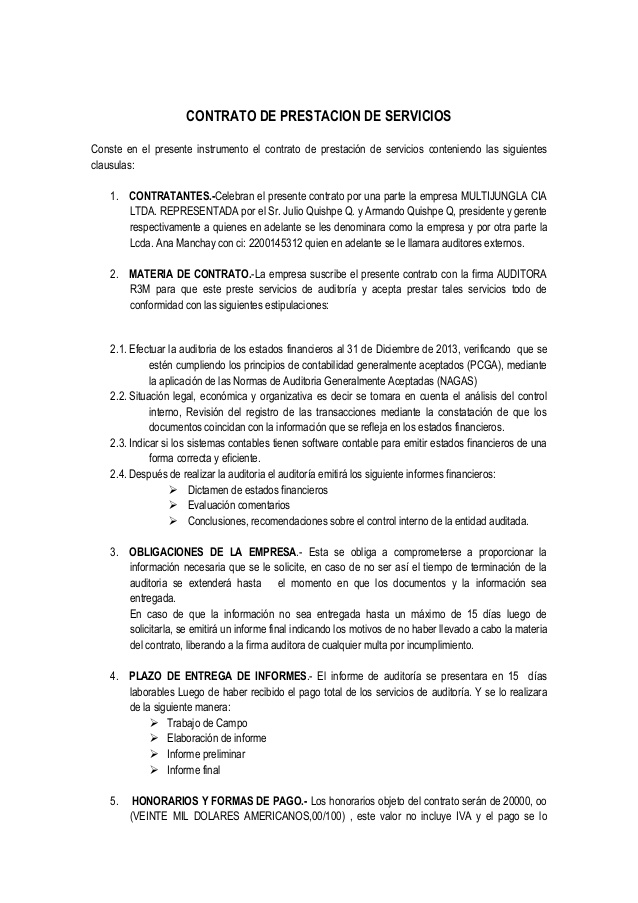 CONTRATO DE PRESTACION DE SERVICIOS
Conste en el presente instrumento el contrato de prestación de servicios conteniendo las siguientes
clausulas:
1. CONTRATANTES.-Celebran el presente contrato por una parte la empresa MULTIJUNGLA CIA
LTDA. REPRESENTADA por el Sr. Julio Quishpe Q. y Armando Quishpe Q, presidente y gerente
respectivamente a quienes en adelante se les denominara como la empresa y por otra parte la
Lcda. Ana Manchay con ci: 2200145312 quien en adelante se le llamara auditores externos.
2. MATERIA DE CONTRATO.-La empresa suscribe el presente contrato con la firma AUDITORA
R3M para que este preste servicios de auditoría y acepta prestar tales servicios todo de
conformidad con las siguientes estipulaciones:
2.1. Efectuar la auditoria de los estados financieros al 31 de Diciembre de 2013, verificando que se
estén cumpliendo los principios de contabilidad generalmente aceptados (PCGA), mediante
la aplicación de las Normas de Auditoria Generalmente Aceptadas (NAGAS)
2.2. Situación legal, económica y organizativa es decir se tomara en cuenta el análisis del control
interno, Revisión del registro de las transacciones mediante la constatación de que los
documentos coincidan con la información que se refleja en los estados financieros.
2.3. Indicar si los sistemas contables tienen software contable para emitir estados financieros de una
forma correcta y eficiente.
2.4. Después de realizar la auditoria el auditoría emitirá los siguiente informes financieros:
➢ Dictamen de estados financieros
➢ Evaluación comentarios
➢ Conclusiones, recomendaciones sobre el control interno de la entidad auditada.
3. OBLIGACIONES DE LA EMPRESA.- Esta se obliga a comprometerse a proporcionar la
información necesaria que se le solicite, en caso de no ser así el tiempo de terminación de la
auditoria se extenderá hasta el momento en que los documentos y la información sea
entregada.
En caso de que la información no sea entregada hasta un máximo de 15 días luego de
solicitarla, se emitirá un informe final indicando los motivos de no haber llevado a cabo la materia
del contrato, liberando a la firma auditora de cualquier multa por incumplimiento.
4. PLAZO DE ENTREGA DE INFORMES.- El informe de auditoría se presentara en 15 días
laborables Luego de haber recibido el pago total de los servicios de auditoría. Y se lo realizara
de la siguiente manera:
➢ Trabajo de Campo
➢ Elaboración de informe
➢ Informe preliminar
➢ Informe final
5. HONORARIOS Y FORMAS DE PAGO.- Los honorarios objeto del contrato serán de 20000, oo
(VEINTE MIL DOLARES AMERICANOS,00/100) , este valor no incluye IVA y el pago se lo